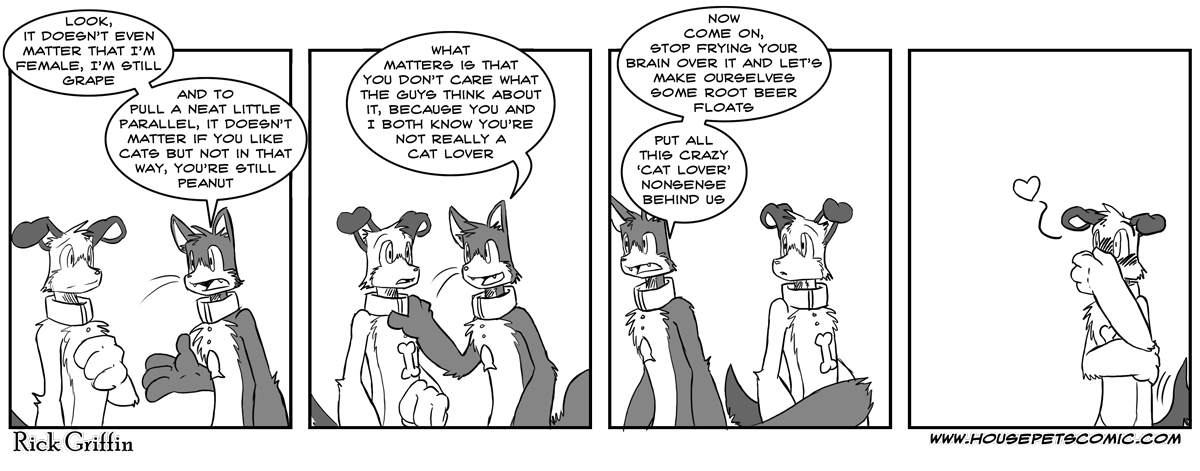 LOOK,
IT DOESN'T EVEN
MATTER THAT I'M
FEMALE, I'M STILL
GRAPE
AND TO
PULL A NEAT LITTLE
PARALLEL, IT DOESN'T
MATTER IF YOU LIKE
CATS BUT NOT IN THAT
WAY, YOU'RE STILL
PEANUT
WHAT
MATTERS IS THAT
YOU DON'T CARE WHAT
THE GUYS THINK ABOUT
IT, BECAUSE YOU AND
I BOTH KNOW YOU'RE
NOT REALLY A
CAT LOVER
NOW
COME ON,
STOP FRYING YOUR
BRAIN OVER IT AND LET'S
MAKE OURSELVES
SOME ROOT BEER
FLOATS
PUT ALL
THIS CRAZY
'CAT LOVER'
NONSENSE
BEHIND US
Rick Griffin
WWW.HOUSEPETSCOMIC.COM